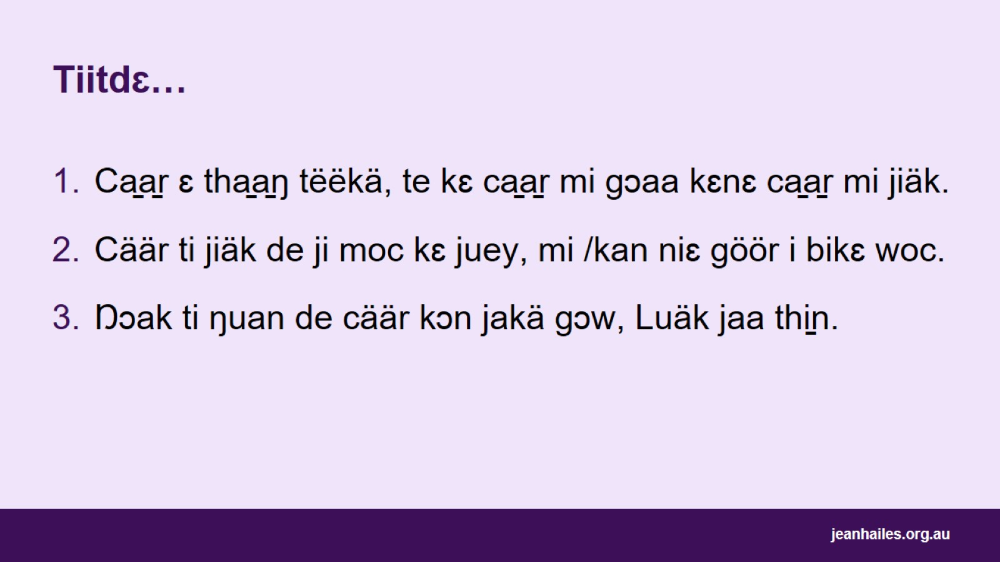 Tiitdɛ…
1. Ca̱a̱r ɛ tha̱a̱ŋ tëëkä, te kɛ ca̱a̱r mi gɔaa kɛnɛ ca̱a̱r mi jiäk.
2. Cäär ti jiäk de ji moc kɛ juey, mi /kan niɛ göör i bikɛ woc.
3. Ŋɔak ti ŋuan de cäär kɔn jakä gɔw, Luäk jaa thi̱n.
jeanhailes.org.au